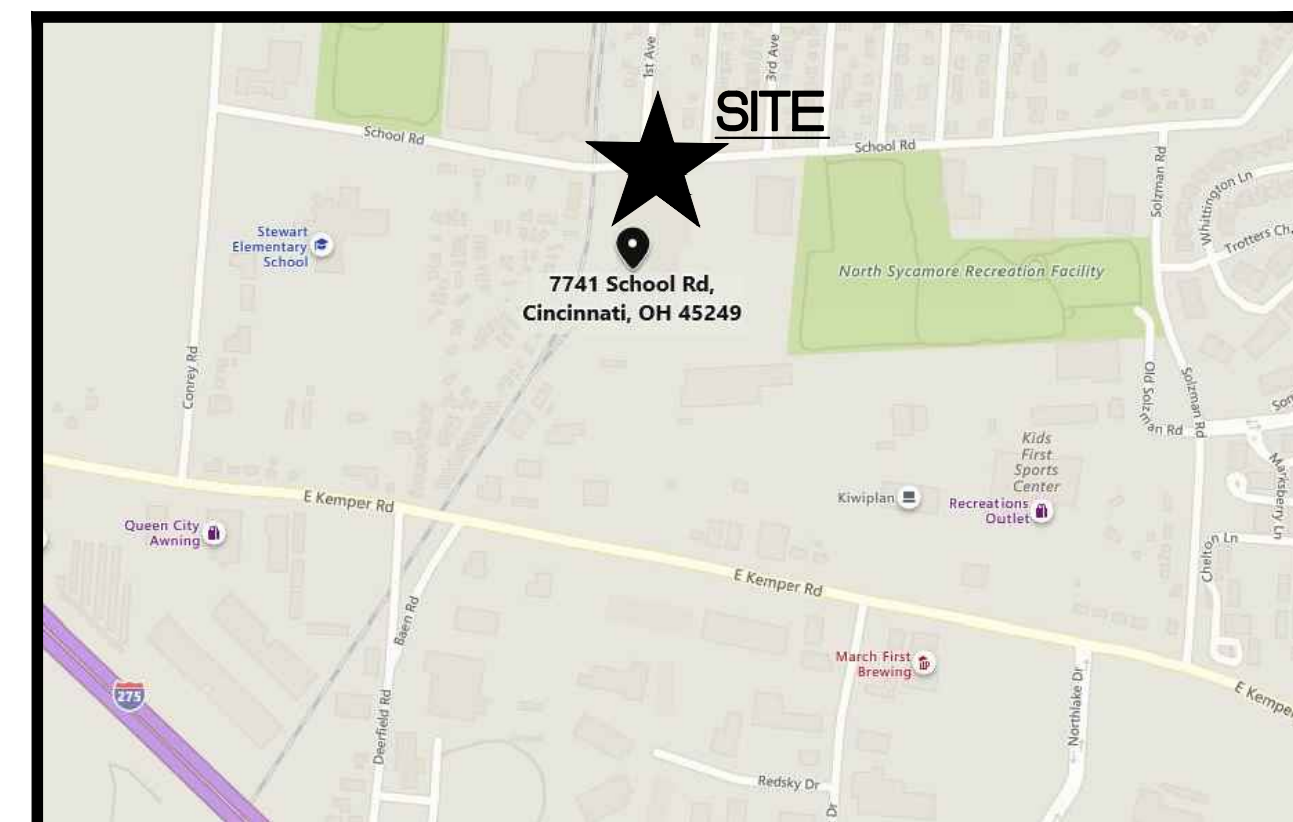 1st Ave
3rd Ave
SITE
School Rd
School Rd
Solzman Rd
Whittington Ln
Trotters Ch.
Stewart
Elementary
School
North Sycamore Recreation Facility
7741 School Rd,
Cincinnati, OH 45249
Conrey Rd
Old Solzman Rd
Solzman Rd
Som
Kids
First
Sports
Center
Marksberry Ln
Kiwiplan
Recreations
Outlet
E Kemper Rd
Queen City
Awning
Chelton Ln
E Kemper Rd
Baen Rd
March First
Brewing
275
Deerfield Rd
Northlake Dr
E Kemper
Redsky Dr
Dr